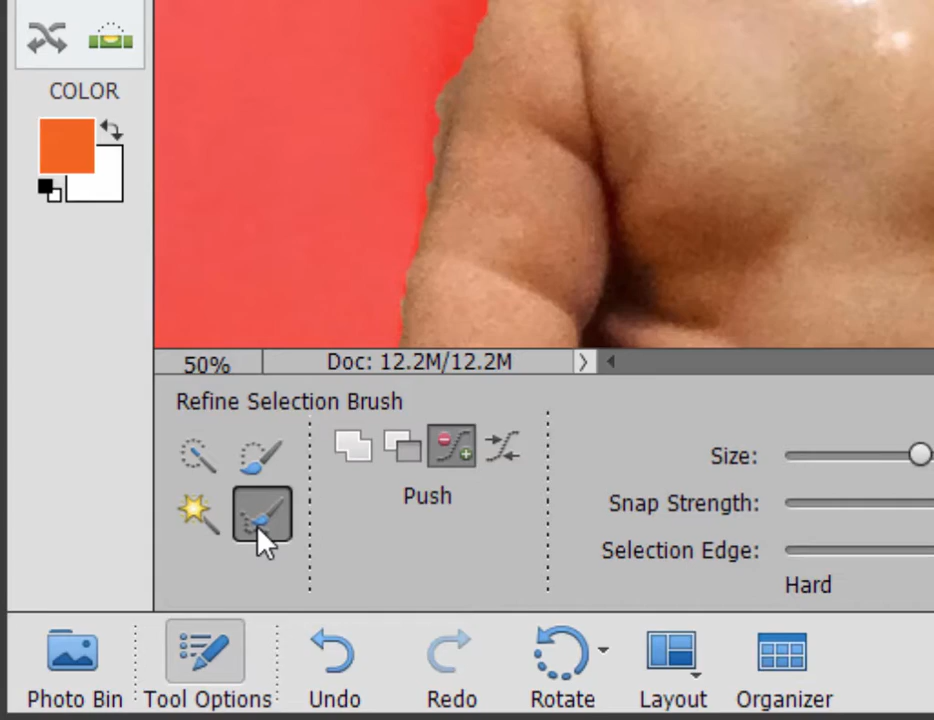 COLOR
50%
Doc: 12.2M/12.2M
Refine Selection Brush
Push
Size:
Snap Strength:
Selection Edge:
Hard
Photo Bin
Tool Options
Undo
Redo
Rotate
Layout
Organizer